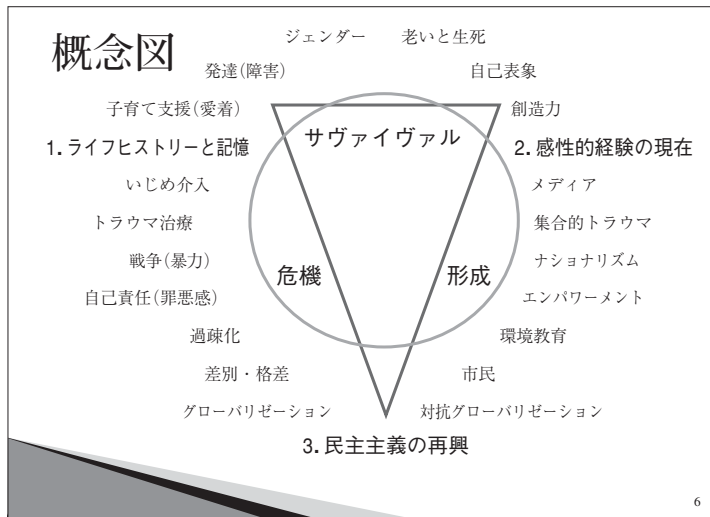 概念図
ジェンダー
老いと生死
発達(障害)
自己表象
子育て支援(愛着)
創造力
サヴァイヴァル
1. ライフヒストリーと記憶
2. 感性的経験の現在
いじめ介入
メディア
トラウマ治療
集合的トラウマ
戦争(暴力)
ナショナリズム
危機
形成
自己責任(罪悪感)
エンパワーメント
過疎化
環境教育
差別・格差
市民
グローバリゼーション
対抗グローバリゼーション
3. 民主主義の再興
6